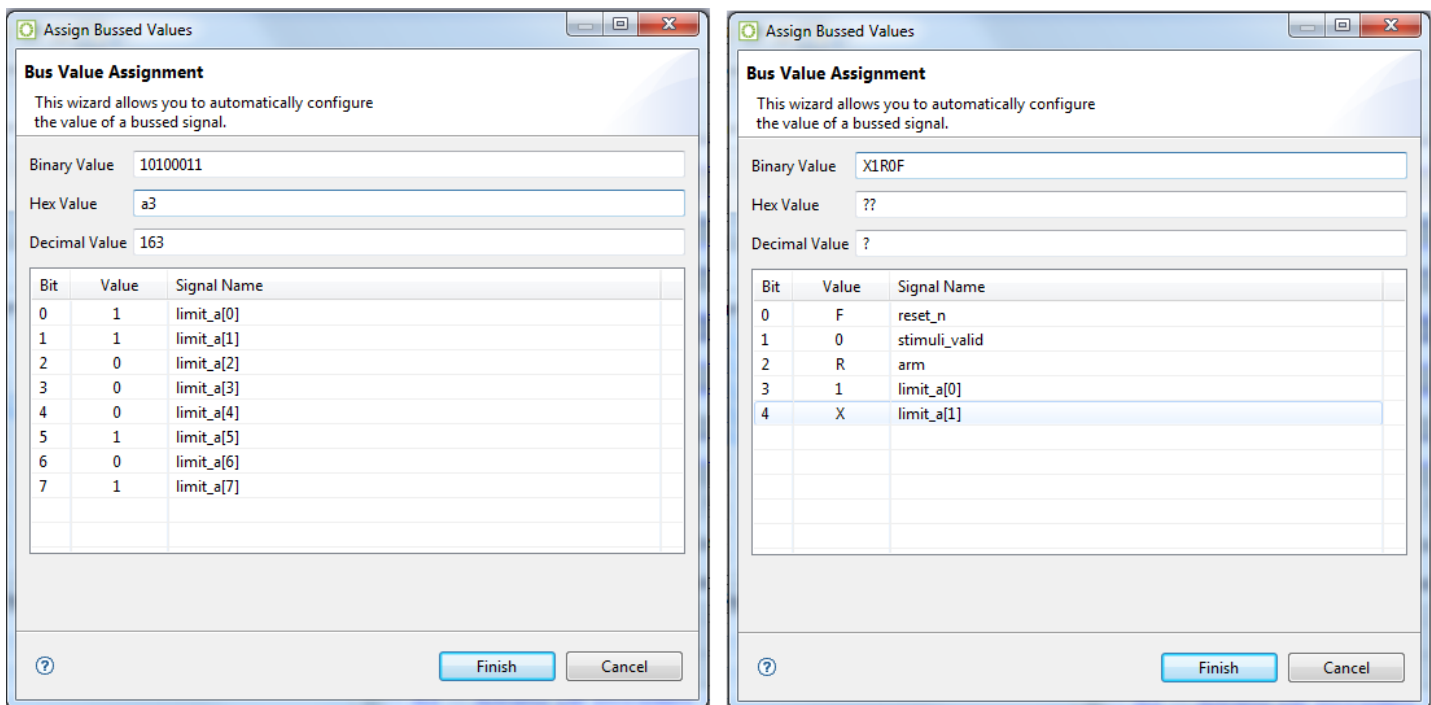 Assign Bussed Values
Bus Value Assignment
This wizard allows you to automatically configure
the value of a bussed signal.
Binary Value 10100011
Hex Value a3
Decimal Value 163
Bit Value Signal Name
0 1 limit_a[0]
1 1 limit_a[1]
2 0 limit_a[2]
3 0 limit_a[3]
4 0 limit_a[4]
5 1 limit_a[5]
6 0 limit_a[6]
7 1 limit_a[7]
Finish Cancel
Assign Bussed Values
Bus Value Assignment
This wizard allows you to automatically configure
the value of a bussed signal.
Binary Value X1R0F
Hex Value ??
Decimal Value ?
Bit Value Signal Name
0 F reset_n
1 0 stimuli_valid
2 R arm
3 1 limit_a[0]
4 X limit_a[1]
Finish Cancel